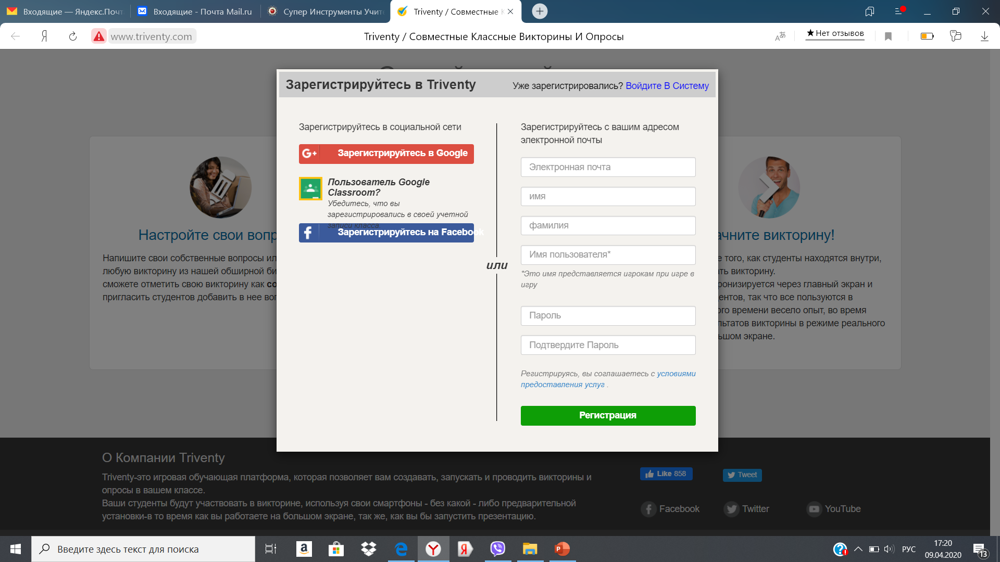 Входящие — Яндекс.Почт
Входящие - Почта Mail.ru
Супер Инструменты Учит
Triventy / Совместные К
www.triventy.com
Triventy / Совместные Классные Викторины И Опросы
★ Нет отзывов
Зарегистрируйтесь в Triventy
Уже зарегистрировались? Войдите В Систему
Зарегистрируйтесь в социальной сети
G+ Зарегистрируйтесь в Google
Пользователь Google
Classroom?
Убедитесь, что вы
зарегистрировались в своей учетной
записи класса.
Зарегистрируйтесь на Facebook
или
Зарегистрируйтесь с вашим адресом
электронной почты
Электронная почта
имя
фамилия
Имя пользователя*
*Это имя представляется игрокам при игре в
игру
Пароль
Подтвердите Пароль
Регистрируясь, вы соглашаетесь с условиями
предоставления услуг .
Регистрация
Настройте свои вопр
Напишите свои собственные вопросы ил
любую викторину из нашей обширной би
сможете отметить свою викторину как со
пригласить студентов добавить в нее воп
ачните викторину!
е того, как студенты находятся внутри,
ть викторину.
ронизируется через главный экран и
ентов, так что все пользуются в
ого времени весело опыт, во время
льтатов викторины в режиме реального
ьшом экране.
О Компании Triventy
Triventy-это игровая обучающая платформа, которая позволяет вам создавать, запускать и проводить викторины и
опросы в вашем классе.
Ваши студенты будут участвовать в викторине, используя свои смартфоны - без какой - либо предварительной
установки-в то время как вы работаете на большом экране, так же, как вы бы запустить презентацию.
Like 858
Tweet
Facebook
Twitter
YouTube
Введите здесь текст для поиска
РУС
17:20
09.04.2020
13